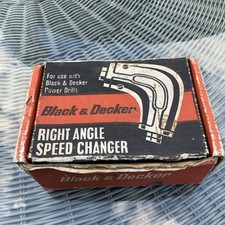 For use with
Black & Decker
Power Drills
Black & Decker
RIGHT ANGLE
SPEED CHANGER
Black & Decker